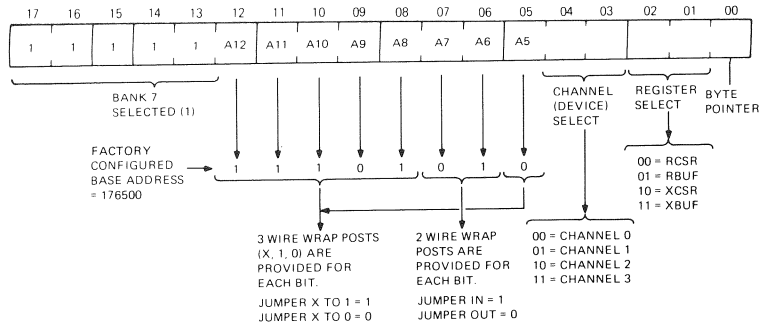 17 16 15 14 13 12 11 10 09 08 07 06 05 04 03 02 01 00
1 1 1 1 1 A12 A11 A10 A9 A8 A7 A6 A5
BANK 7
SELECTED (1)
CHANNEL
(DEVICE)
SELECT
REGISTER
SELECT
BYTE
POINTER
FACTORY
CONFIGURED
BASE ADDRESS
= 176500
1 1 1 0 1 0 1 0
00 = RCSR
01 = RBUF
10 = XCSR
11 = XBUF
3 WIRE WRAP POSTS
(X, 1, 0) ARE
PROVIDED FOR
EACH BIT.
JUMPER X TO 1 = 1
JUMPER X TO 0 = 0
2 WIRE WRAP
POSTS ARE
PROVIDED FOR
EACH BIT.
JUMPER IN = 1
JUMPER OUT = 0
00 = CHANNEL 0
01 = CHANNEL 1
10 = CHANNEL 2
11 = CHANNEL 3